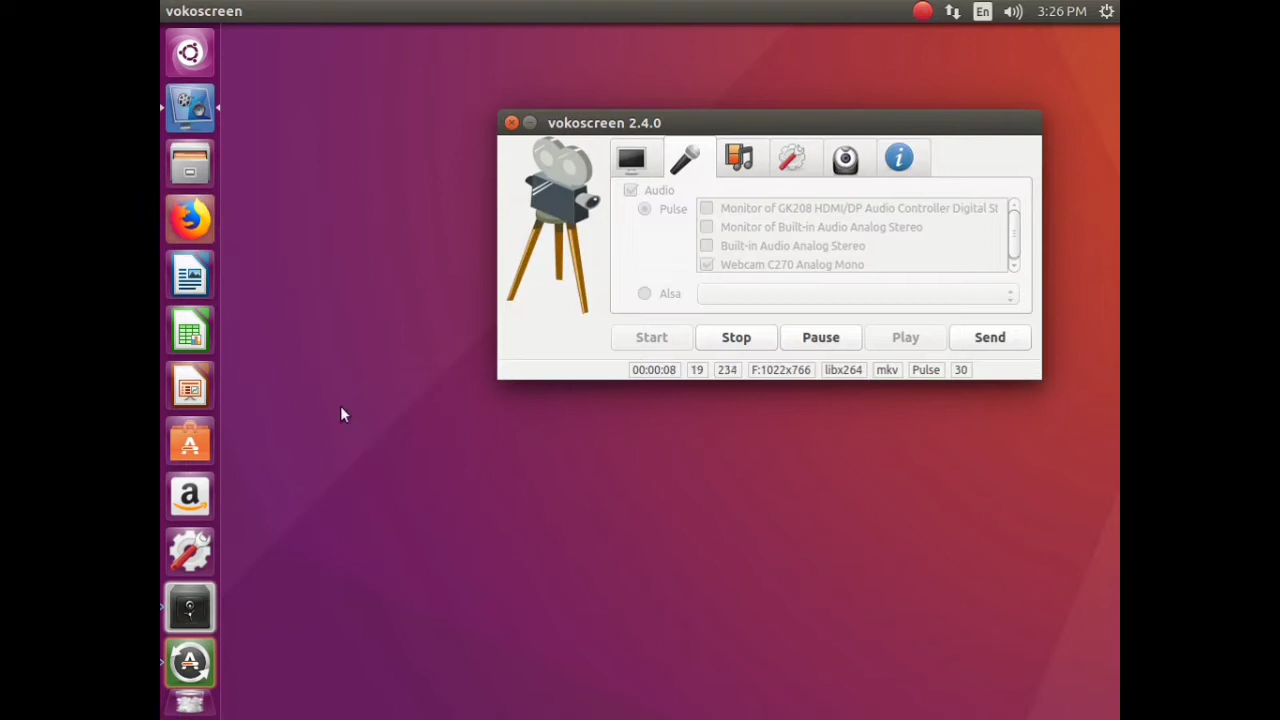 vokoscreen
En
3:26 PM
vokoscreen 2.4.0
Audio
Pulse
Monitor of GK208 HDMI/DP Audio Controller Digital St
Monitor of Built-in Audio Analog Stereo
Built-in Audio Analog Stereo
Webcam C270 Analog Mono
Alsa
Start Stop Pause Play Send
00:00:08 19 234 F:1022x766 libx264 mkv Pulse 30